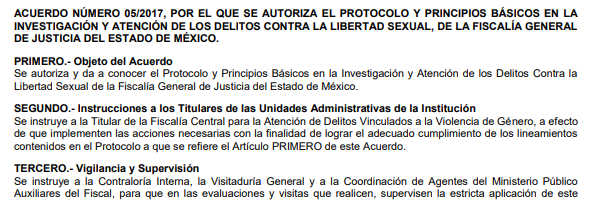 ACUERDO NÚMERO 05/2017, POR EL QUE SE AUTORIZA EL PROTOCOLO Y PRINCIPIOS BÁSICOS EN LA
INVESTIGACIÓN Y ATENCIÓN DE LOS DELITOS CONTRA LA LIBERTAD SEXUAL, DE LA FISCALÍA GENERAL
DE JUSTICIA DEL ESTADO DE MÉXICO.
PRIMERO.- Objeto del Acuerdo
Se autoriza y da a conocer el Protocolo y Principios Básicos en la Investigación y Atención de los Delitos Contra la
Libertad Sexual de la Fiscalía General de Justicia del Estado de México.
SEGUNDO.- Instrucciones a los Titulares de las Unidades Administrativas de la Institución
Se instruye a la Titular de la Fiscalía Central para la Atención de Delitos Vinculados a la Violencia de Género, a efecto
de que implementen las acciones necesarias con la finalidad de lograr el adecuado cumplimiento de los lineamientos
contenidos en el Protocolo a que se refiere el Artículo PRIMERO de este Acuerdo.
TERCERO.- Vigilancia y Supervisión
Se instruye a la Contraloría Interna, la Visitaduría General y a la Coordinación de Agentes del Ministerio Público
Auxiliares del Fiscal, para que en las evaluaciones y visitas que realicen, supervisen la estricta aplicación de este